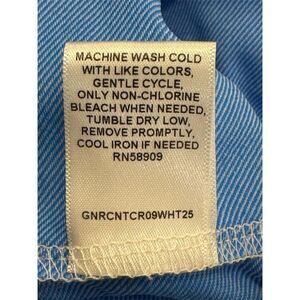 MACHINE WASH COLD
WITH LIKE COLORS,
GENTLE CYCLE,
ONLY NON-CHLORINE
BLEACH WHEN NEEDED,
TUMBLE DRY LOW,
REMOVE PROMPTLY,
COOL IRON IF NEEDED
RN58909
GNRCNTCR09WHT25